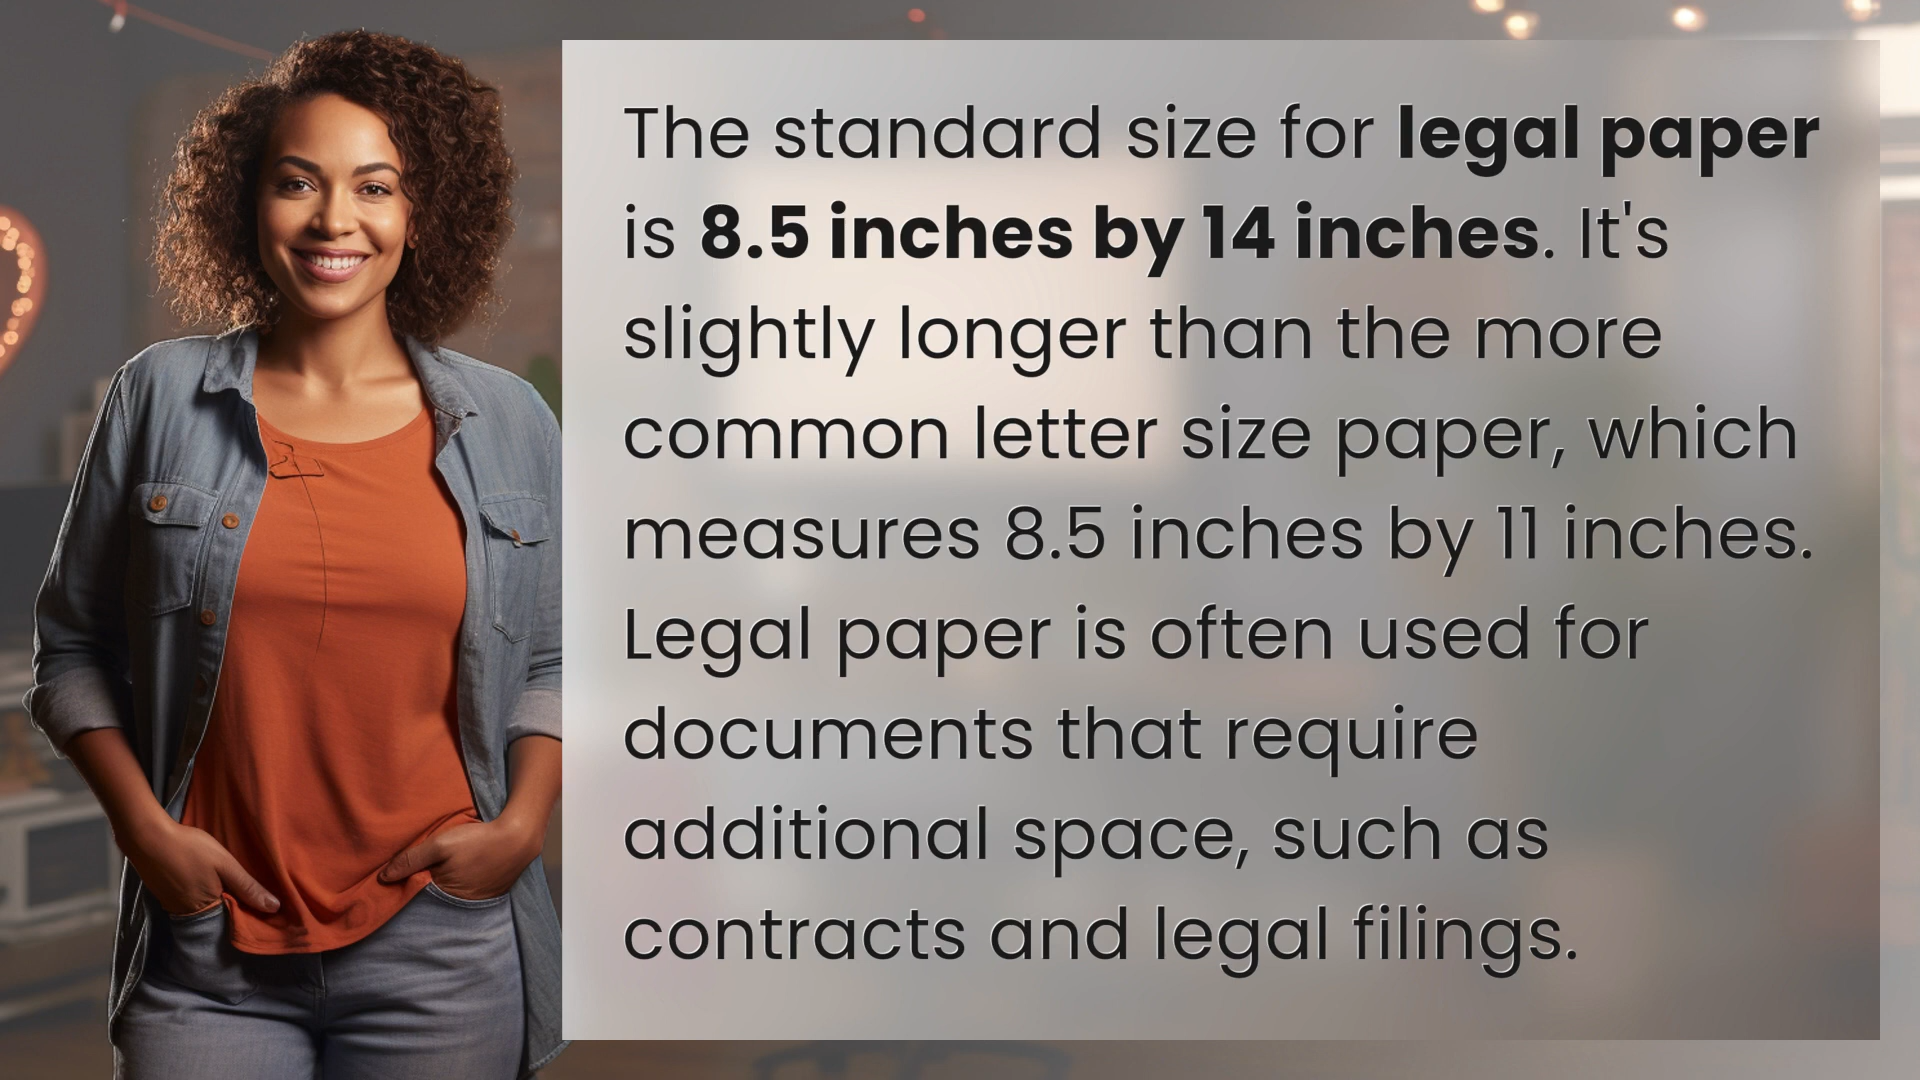 The standard size for legal paper
is 8.5 inches by 14 inches. It's
slightly longer than the more
common letter size paper, which
measures 8.5 inches by 11 inches.
Legal paper is often used for
documents that require
additional space, such as
contracts and legal filings.